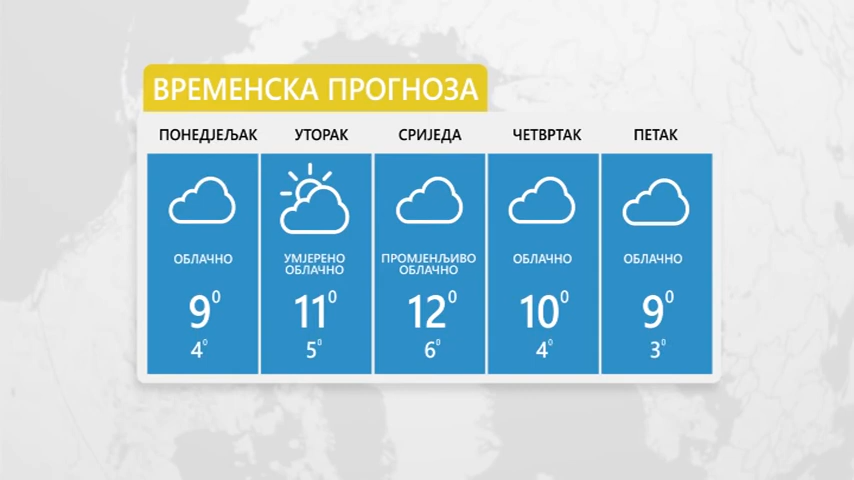 ВРЕМЕНСКА ПРОГНОЗА
ПОНЕДЈЕЉАК УТОРАК СРИЈЕДА ЧЕТВРТАК ПЕТАК
ОБЛАЧНО УМЈЕРЕНО ОБЛАЧНО ПРОМЈЕНЉИВО ОБЛАЧНО ОБЛАЧНО ОБЛАЧНО
9⁰ 11⁰ 12⁰ 10⁰ 9⁰
4⁰ 5⁰ 6⁰ 4⁰ 3⁰